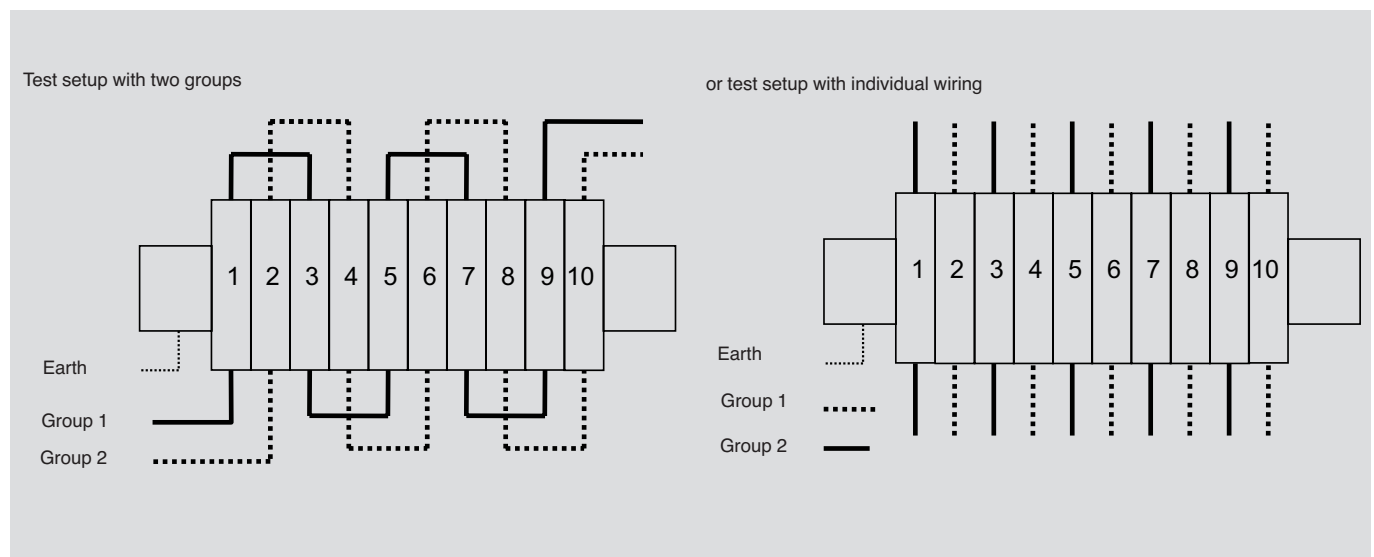 Test setup with two groups
1 2 3 4 5 6 7 8 9 10
Earth
Group 1
Group 2
or test setup with individual wiring
1 2 3 4 5 6 7 8 9 10
Earth
Group 1
Group 2